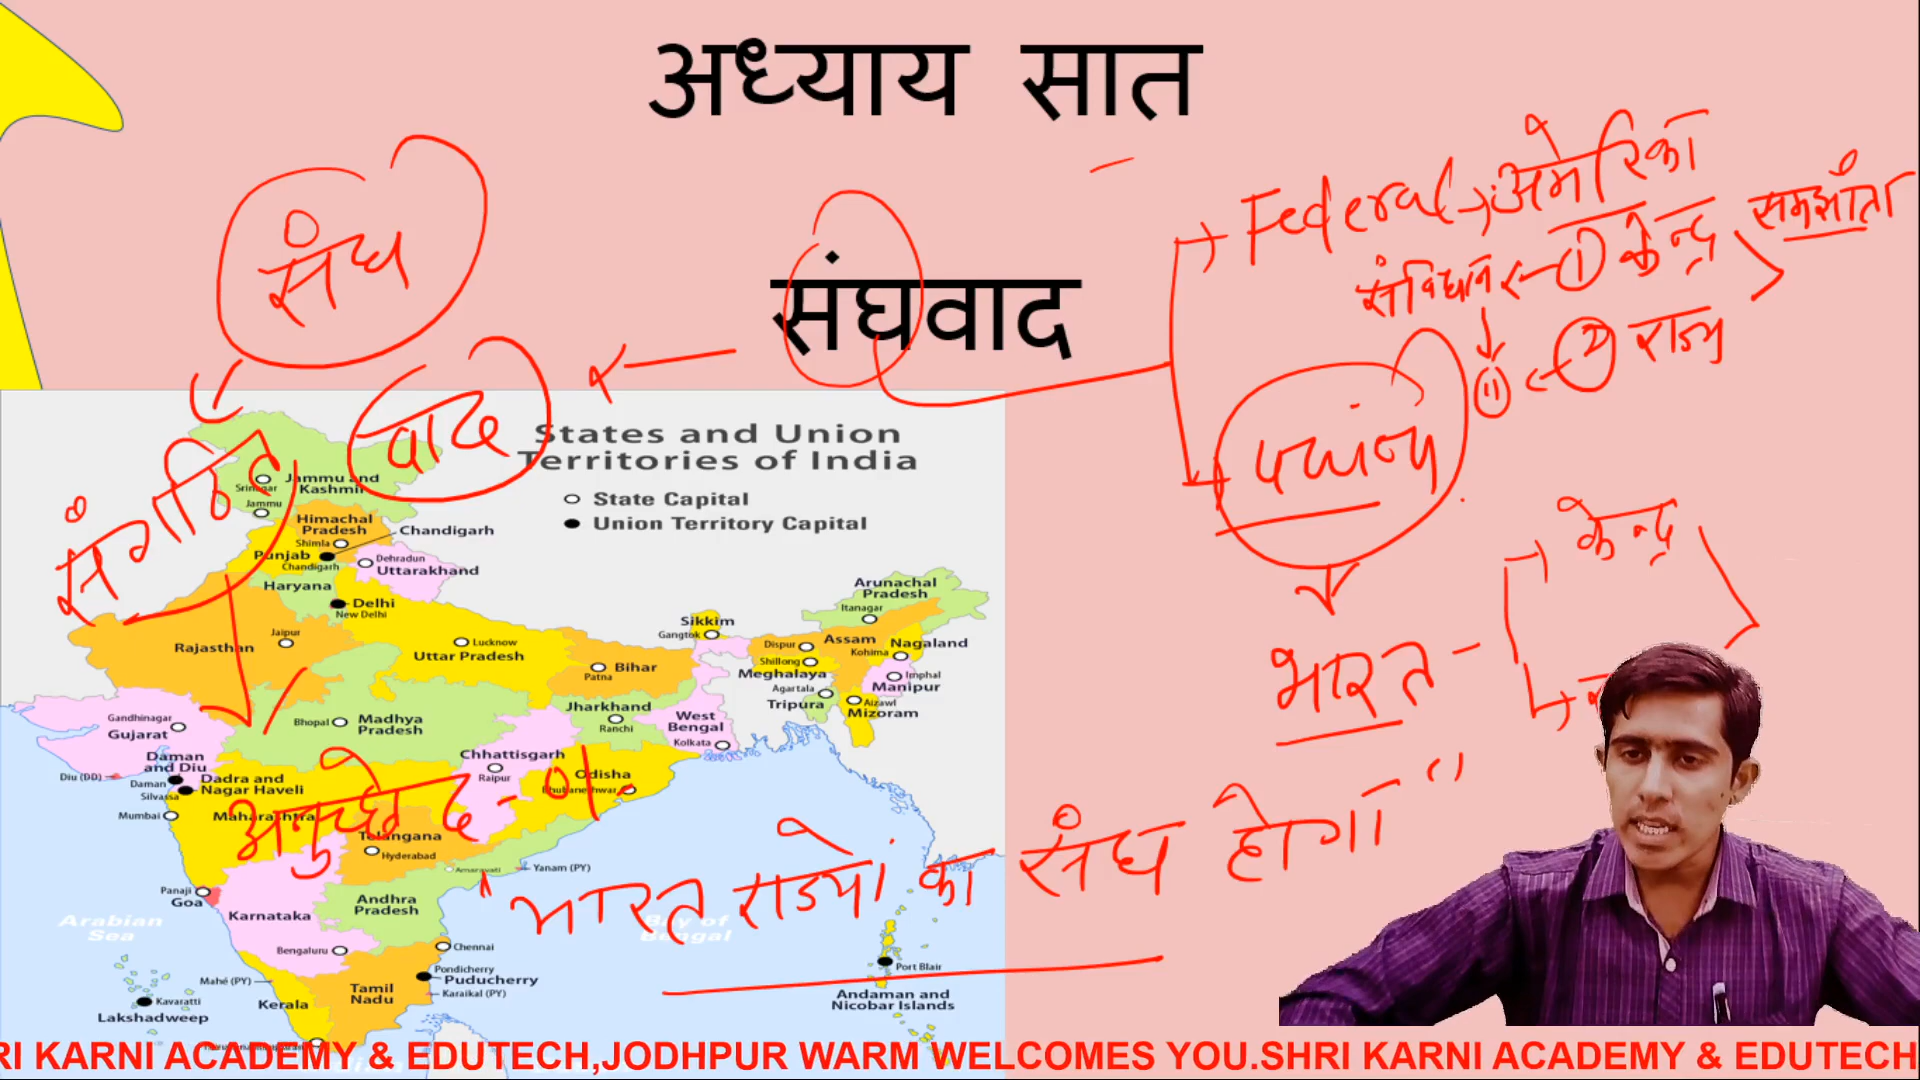 अध्याय सात
संघवाद
संघ
वाद
संगठित
Federal → अमेरिका
① केन्द्र
समझौता
संविधान
② राज्य
⑪
भारत -
केन्द्र
अनुच्छेद - 01.
"भारत राज्यों का संघ होगा"
States and Union
Territories of India
State Capital
Union Territory Capital
Jammu and
Kashmir
Srinagar
Jammu
Himachal
Pradesh
Shimla
Chandigarh
Punjab
Chandigarh
Dehradun
Uttarakhand
Haryana
Delhi
New Delhi
Arunachal
Pradesh
Itanagar
Sikkim
Gangtok
Rajasthan
Jaipur
Lucknow
Uttar Pradesh
Bihar
Patna
Dispur
Assam
Nagaland
Kohima
Shillong
Meghalaya
Imphal
Manipur
Agartala
Tripura
Aizawl
Mizoram
Gandhinagar
Gujarat
Bhopal
Madhya
Pradesh
Jharkhand
Ranchi
West
Bengal
Kolkata
Chhattisgarh
Raipur
Odisha
Bhubaneshwar
Daman
and Diu
Diu (DD)
Daman
Silvassa
Dadra and
Nagar Haveli
Mumbai
Maharashtra
Telangana
Hyderabad
Amaravati
Yanam (PY)
Panaji
Goa
Karnataka
Andhra
Pradesh
Arabian
Sea
Bay of
Bengal
Bengaluru
Chennai
Mahé (PY)
Pondicherry
Puducherry
Karaikal (PY)
Port Blair
Andaman and
Nicobar Islands
Kavaratti
Lakshadweep
Kerala
Tamil
Nadu
RI KARNI ACADEMY & EDUTECH,JODHPUR WARM WELCOMES YOU.SHRI KARNI ACADEMY & EDUTECH